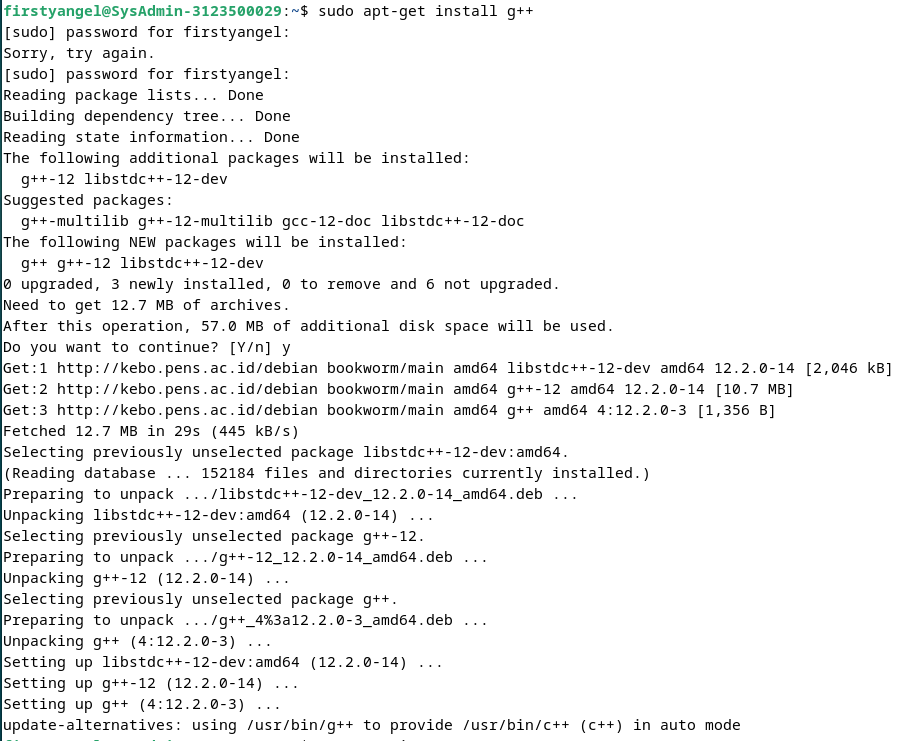 firstyangel@SysAdmin-3123500029:~$ sudo apt-get install g++
[sudo] password for firstyangel:
Sorry, try again.
[sudo] password for firstyangel:
Reading package lists... Done
Building dependency tree... Done
Reading state information... Done
The following additional packages will be installed:
  g++-12 libstdc++-12-dev
Suggested packages:
  g++-multilib g++-12-multilib gcc-12-doc libstdc++-12-doc
The following NEW packages will be installed:
  g++ g++-12 libstdc++-12-dev
0 upgraded, 3 newly installed, 0 to remove and 6 not upgraded.
Need to get 12.7 MB of archives.
After this operation, 57.0 MB of additional disk space will be used.
Do you want to continue? [Y/n] y
Get:1 http://kebo.pens.ac.id/debian bookworm/main amd64 libstdc++-12-dev amd64 12.2.0-14 [2,046 kB]
Get:2 http://kebo.pens.ac.id/debian bookworm/main amd64 g++-12 amd64 12.2.0-14 [10.7 MB]
Get:3 http://kebo.pens.ac.id/debian bookworm/main amd64 g++ amd64 4:12.2.0-3 [1,356 B]
Fetched 12.7 MB in 29s (445 kB/s)
Selecting previously unselected package libstdc++-12-dev:amd64.
(Reading database ... 152184 files and directories currently installed.)
Preparing to unpack .../libstdc++-12-dev_12.2.0-14_amd64.deb ...
Unpacking libstdc++-12-dev:amd64 (12.2.0-14) ...
Selecting previously unselected package g++-12.
Preparing to unpack .../g++-12_12.2.0-14_amd64.deb ...
Unpacking g++-12 (12.2.0-14) ...
Selecting previously unselected package g++.
Preparing to unpack .../g++_4%3a12.2.0-3_amd64.deb ...
Unpacking g++ (4:12.2.0-3) ...
Setting up libstdc++-12-dev:amd64 (12.2.0-14) ...
Setting up g++-12 (12.2.0-14) ...
Setting up g++ (4:12.2.0-3) ...
update-alternatives: using /usr/bin/g++ to provide /usr/bin/c++ (c++) in auto mode